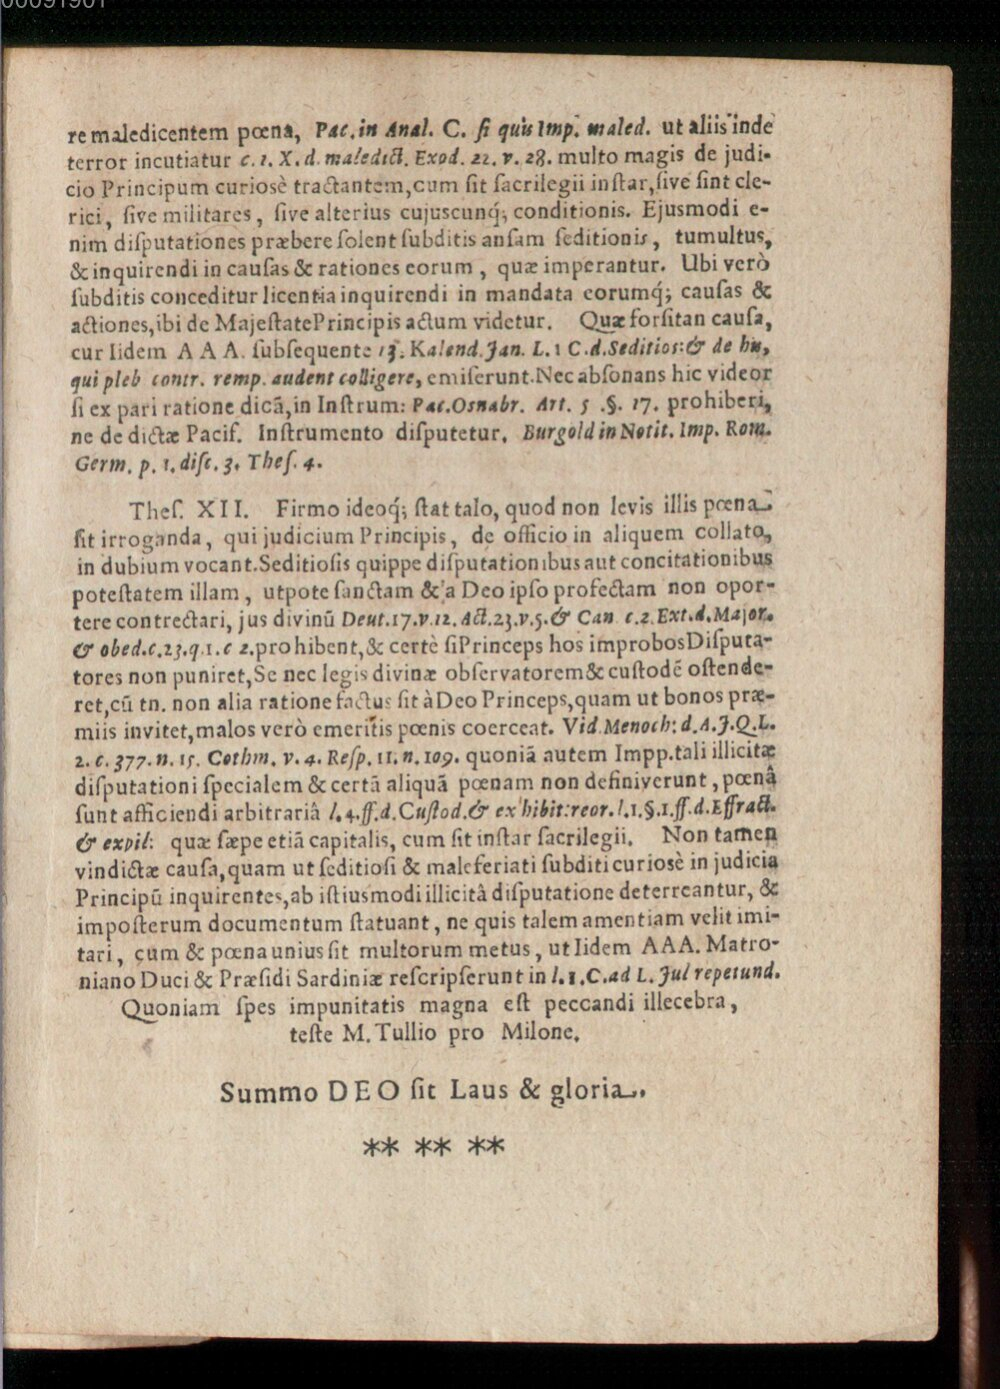 00091901
re maledicentem pœna, Pac. in Anal. C. ſi quis Imp. maled. ut aliis inde
terror incutiatur c. 1. X. d. maledict. Exod. 22. v. 28. multo magis de judi-
cio Principum curiosè tractantem, cum ſit ſacrilegii inſtar, ſive ſint cle-
rici, ſive militares, ſive alterius cujuscunq́; conditionis. Ejusmodi e-
nim diſputationes præbere ſolent ſubditis anſam ſeditionis, tumultus,
& inquirendi in cauſas & rationes eorum, quæ imperantur. Ubi verò
ſubditis conceditur licentia inquirendi in mandata eorumq́; cauſas &
actiones, ibi de Majeſtate Principis actum videtur. Quæ forſitan cauſa,
cur Iidem AAA. ſubſequente 13. Kalend. Jan. L. 1 C. d. Seditios: & de his,
qui pleb contr. remp. audent colligere, emiſerunt. Nec abſonans hic videor
ſi ex pari ratione dicā, in Inſtrum: Pac. Osnabr. Art. 5 .§. 17. prohiberi,
ne de dictæ Pacif. Inſtrumento diſputetur. Burgold in Notit. Imp. Rom.
Germ. p. 1. diſc. 3. Theſ. 4.
Theſ. XII. Firmo ideoq́; ſtat talo, quod non levis illis pœna
ſit irroganda, qui judicium Principis, de officio in aliquem collato,
in dubium vocant. Seditioſis quippe diſputationibus aut concitationibus
poteſtatem illam, utpote ſanctam & a Deo ipſo profectam non opor-
tere contrectari, jus divinū Deut. 17. v. 12. Act. 23. v. 5. & Can c. 2. Ext. d. Major.
& obed. c. 23. q. 1. c 2. prohibent, & certè ſi Princeps hos improbos Diſputa-
tores non puniret, Se nec legis divinæ obſervatorem & cuſtodē oſtende-
ret, cū tn. non alia ratione factus ſit à Deo Princeps, quam ut bonos præ-
miis invitet, malos verò emeritis pœnis coerceat. Vid. Menoch: d. A. J. Q. L.
2. c. 377. n. 15. Cothm. v. 4. Reſp. 11. n. 109. quoniā autem Impp. tali illicitæ
diſputationi ſpecialem & certā aliquā pœnam non definiverunt, pœnâ
ſunt afficiendi arbitrariâ l. 4. ff. d. Cuſtod. & exhibit: reor. l. 1. §. 1. ff. d. Effract.
& expil: quæ ſæpe etiā capitalis, cum ſit inſtar ſacrilegii. Non tamen
vindictæ cauſa, quam ut ſeditioſi & maleferiati ſubditi curiosè in judicia
Principū inquirentes, ab iſtiusmodi illicitâ diſputatione deterreantur, &
impoſterum documentum ſtatuant, ne quis talem amentiam velit imi-
tari, cum & pœna unius ſit multorum metus, ut Iidem AAA. Matro-
niano Duci & Præſidi Sardiniæ reſcripſerunt in l. 1. C. ad L. Jul repetund.
Quoniam ſpes impunitatis magna eſt peccandi illecebra,
teſte M. Tullio pro Milone.
Summo DEO ſit Laus & gloria.
** ** **